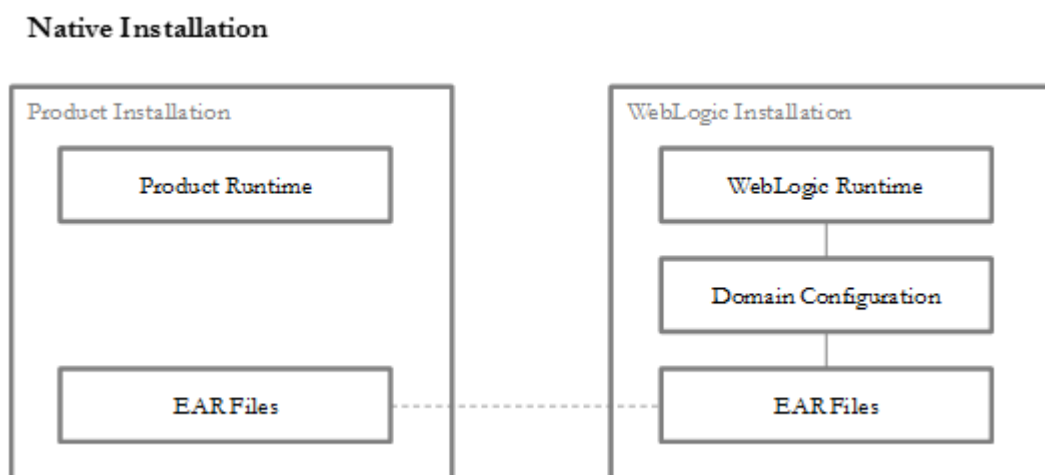 Native Installation
Product Installation
Product Runtime
EAR Files
WebLogic Installation
WebLogic Runtime
Domain Configuration
EAR Files